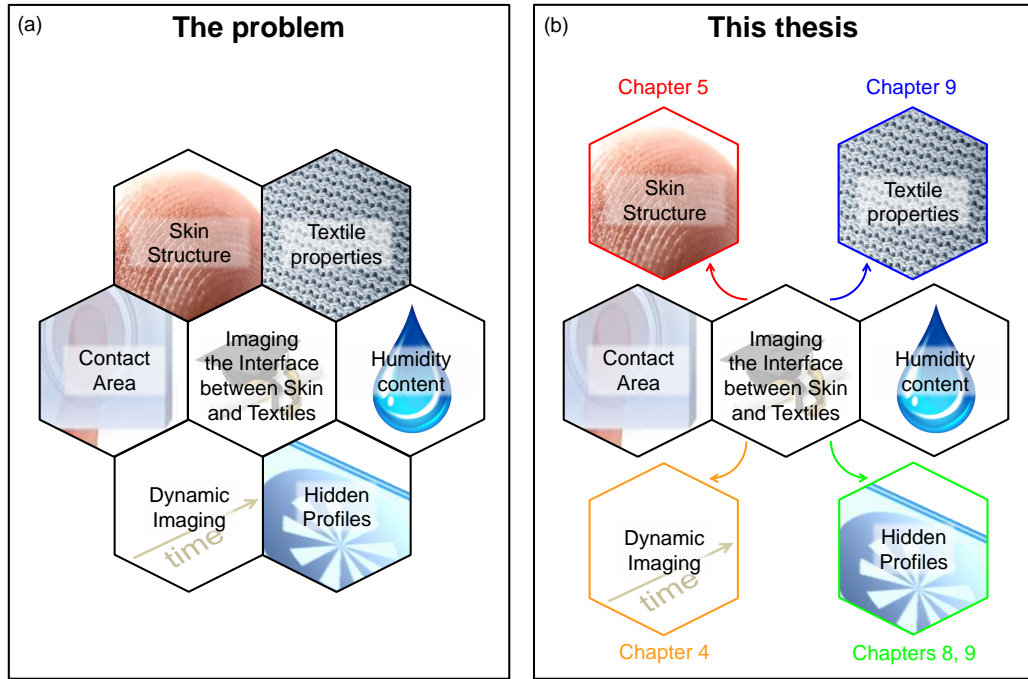 (a)
The problem
Skin
Structure
Textile
properties
Contact
Area
Imaging
the Interface
between Skin
and Textiles
Humidity
content
Dynamic
Imaging
time
Hidden
Profiles
(b)
This thesis
Chapter 5
Chapter 9
Skin
Structure
Textile
properties
Contact
Area
Imaging
the Interface
between Skin
and Textiles
Humidity
content
Dynamic
Imaging
time
Hidden
Profiles
Chapter 4
Chapters 8, 9